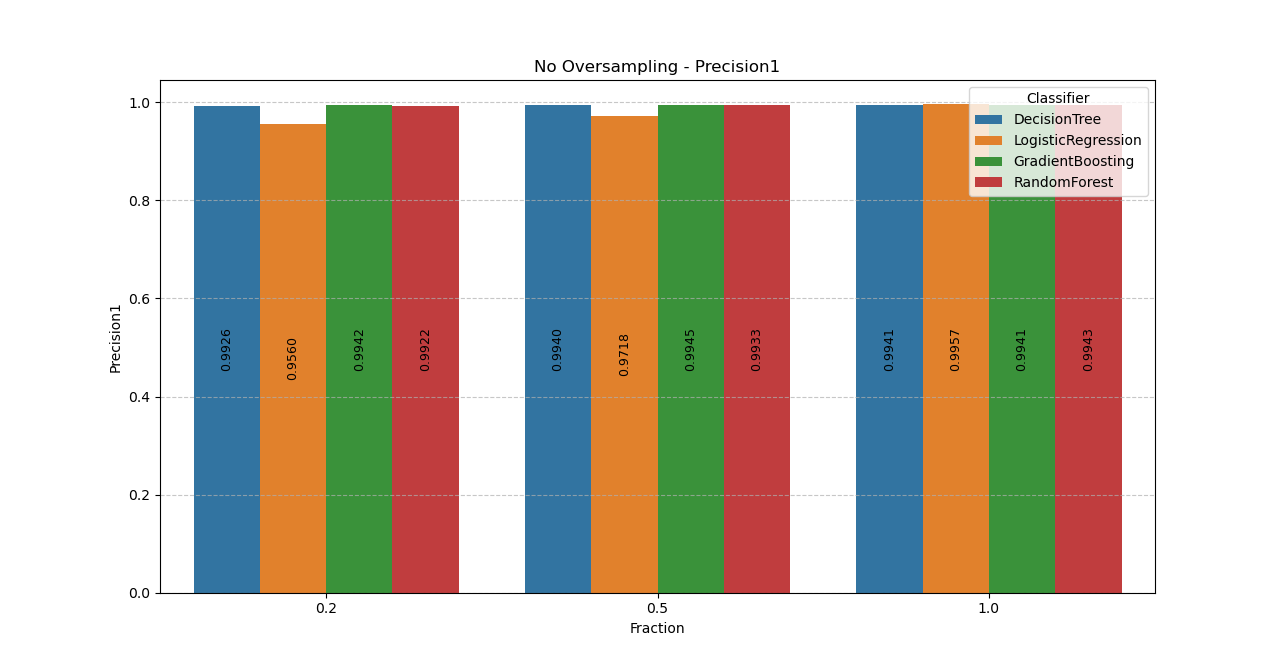 No Oversampling - Precision1
Classifier
DecisionTree
LogisticRegression
GradientBoosting
RandomForest
Precision1
1.0
0.8
0.6
0.4
0.2
0.0
0.9926
0.9560
0.9942
0.9922
0.9940
0.9718
0.9945
0.9933
0.9941
0.9957
0.9941
0.9943
0.2
0.5
1.0
Fraction